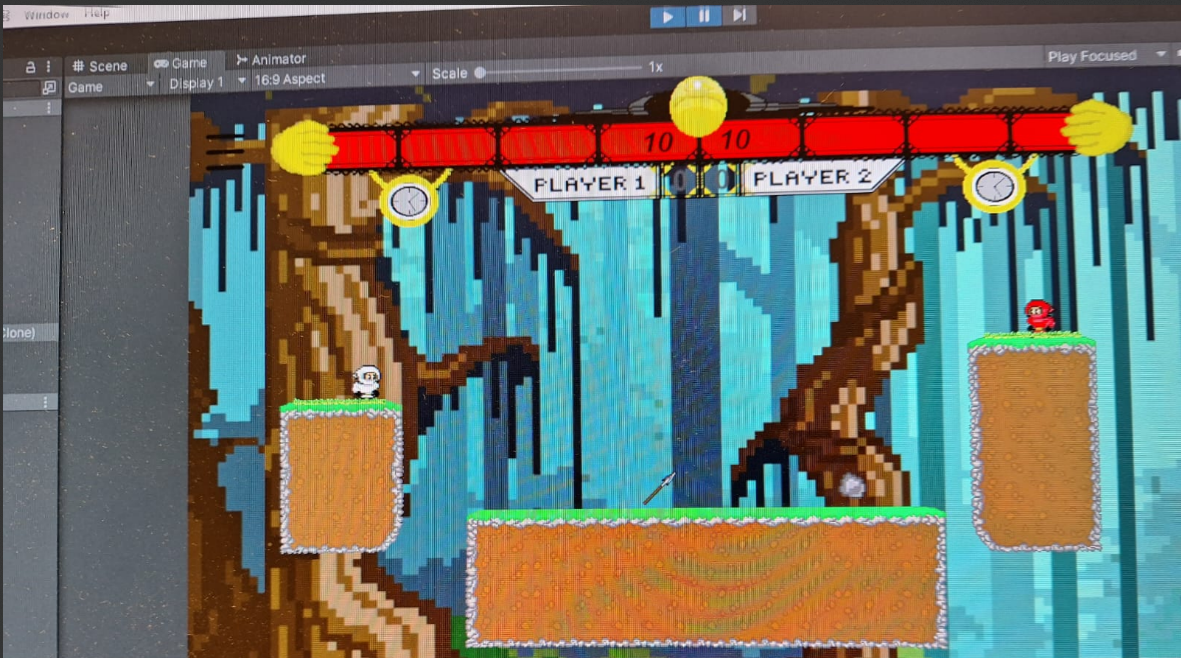 Window Help
Scene Game Animator
Game Display 1 16:9 Aspect Scale 1x Play Focused
10 10
PLAYER 1 0 0 PLAYER 2
Clone)